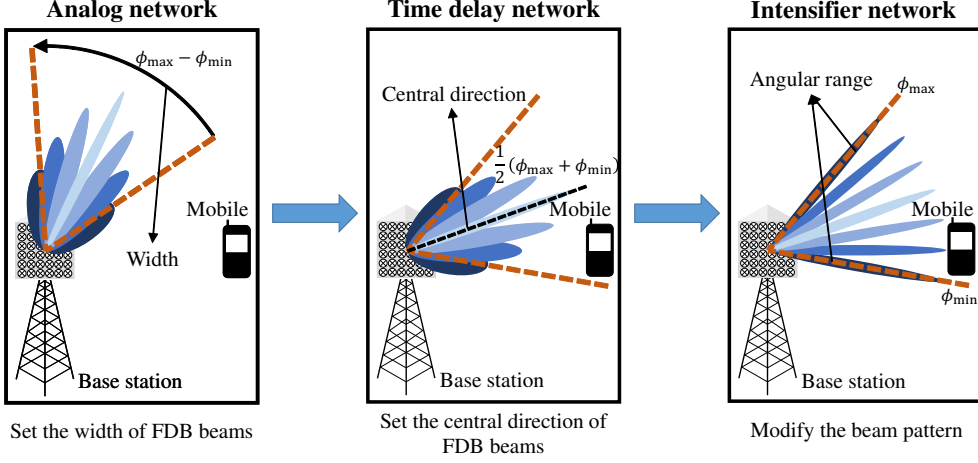 Analog network
ϕmax − ϕmin
Mobile
Width
Base station
Set the width of FDB beams
Time delay network
Central direction
1/2 (ϕmax + ϕmin)
Mobile
Base station
Set the central direction of
FDB beams
Intensifier network
Angular range
ϕmax
Mobile
ϕmin
Base station
Modify the beam pattern